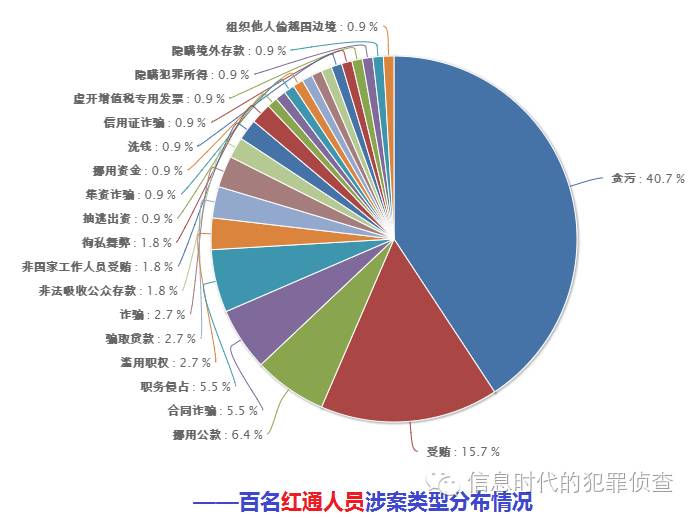 组织他人偷越国边境 : 0.9 %
隐瞒境外存款 : 0.9 %
隐瞒犯罪所得 : 0.9 %
虚开增值税专用发票 : 0.9 %
信用证诈骗 : 0.9 %
洗钱 : 0.9 %
挪用资金 : 0.9 %
集资诈骗 : 0.9 %
抽逃出资 : 0.9 %
徇私舞弊 : 1.8 %
非国家工作人员受贿 : 1.8 %
非法吸收公众存款 : 1.8 %
诈骗 : 2.7 %
骗取贷款 : 2.7 %
滥用职权 : 2.7 %
职务侵占 : 5.5 %
合同诈骗 : 5.5 %
挪用公款 : 6.4 %
贪污 : 40.7 %
受贿 : 15.7 %
信息时代的犯罪侦查
——百名红通人员涉案类型分布情况